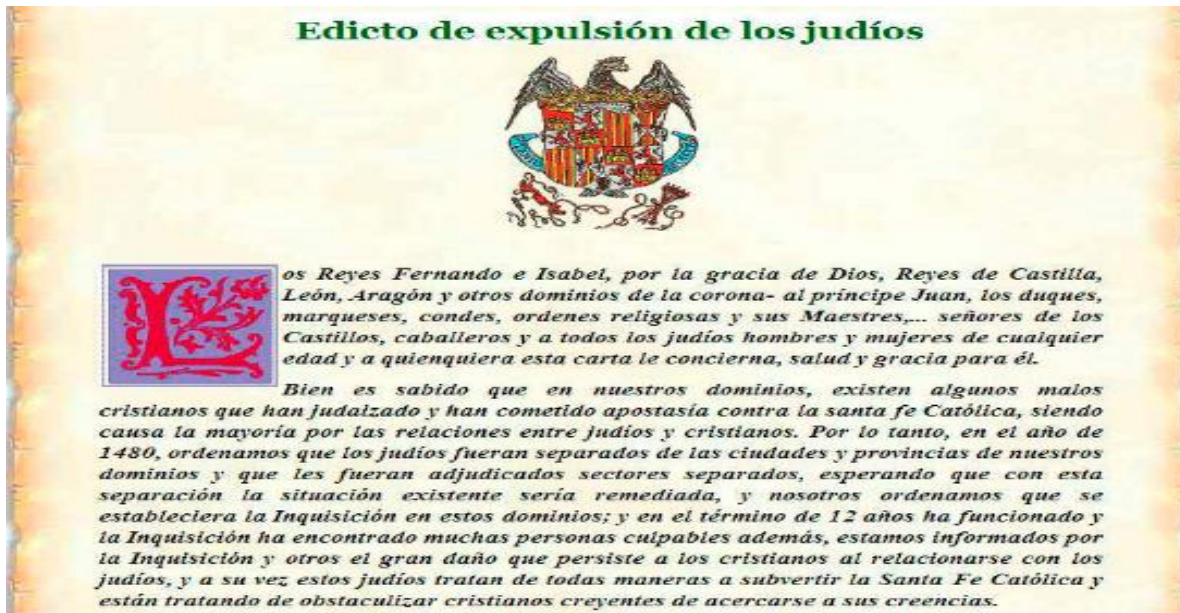 Edicto de expulsión de los judíos
Los Reyes Fernando e Isabel, por la gracia de Dios, Reyes de Castilla,
León, Aragón y otros dominios de la corona- al príncipe Juan, los duques,
marqueses, condes, ordenes religiosas y sus Maestres,... señores de los
Castillos, caballeros y a todos los judíos hombres y mujeres de cualquier
edad y a quienquiera esta carta le concierna, salud y gracia para él.
Bien es sabido que en nuestros dominios, existen algunos malos
cristianos que han judaizado y han cometido apostasía contra la santa fe Católica, siendo
causa la mayoría por las relaciones entre judíos y cristianos. Por lo tanto, en el año de
1480, ordenamos que los judíos fueran separados de las ciudades y provincias de nuestros
dominios y que les fueran adjudicados sectores separados, esperando que con esta
separación la situación existente sería remediada, y nosotros ordenamos que se
estableciera la Inquisición en estos dominios; y en el término de 12 años ha funcionado y
la Inquisición ha encontrado muchas personas culpables además, estamos informados por
la Inquisición y otros el gran daño que persiste a los cristianos al relacionarse con los
judíos, y a su vez estos judíos tratan de todas maneras a subvertir la Santa Fe Católica y
están tratando de obstaculizar cristianos creyentes de acercarse a sus creencias.